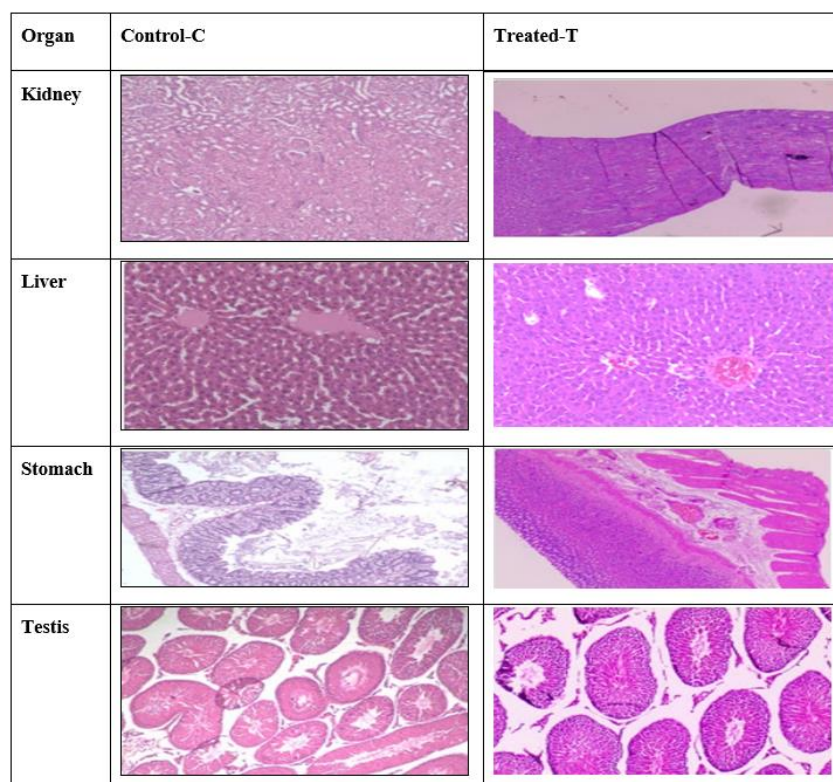 Organ Control-C Treated-T
Kidney
Liver
Stomach
Testis